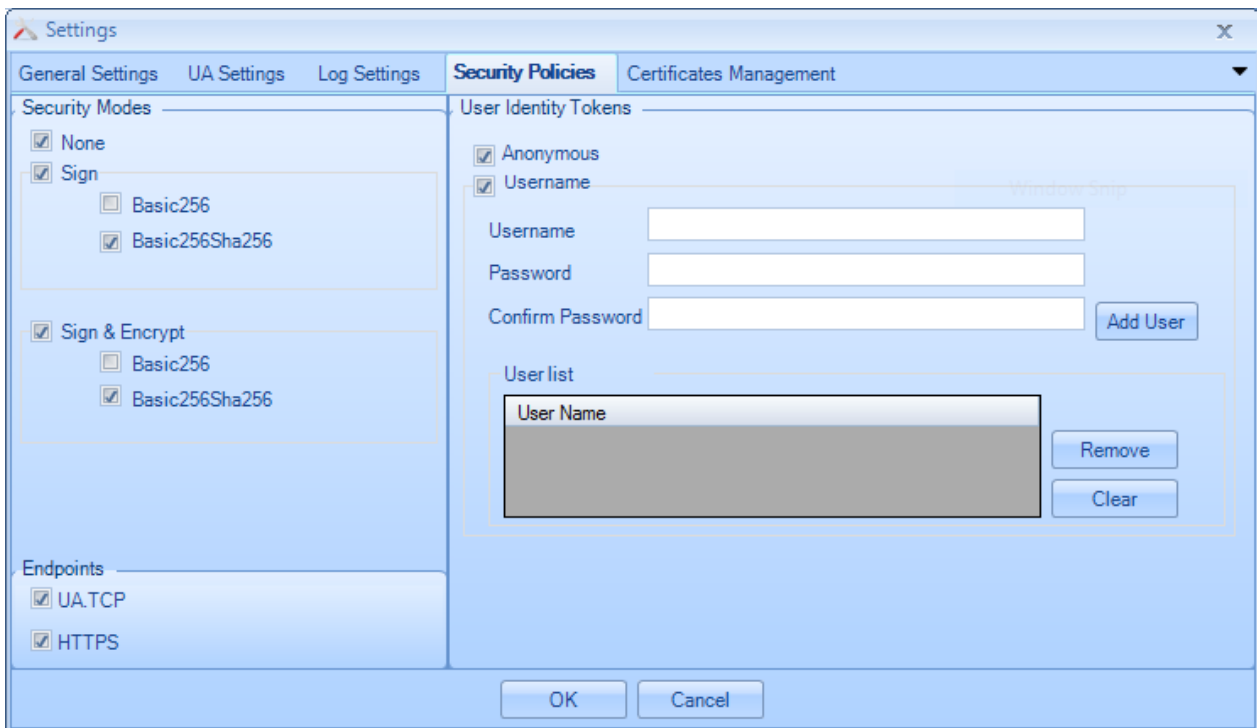 Settings
General Settings UA Settings Log Settings Security Policies Certificates Management
Security Modes
None
Sign
Basic256
Basic256Sha256
Sign & Encrypt
Basic256
Basic256Sha256
Endpoints
UA.TCP
HTTPS
User Identity Tokens
Anonymous
Username
Window Snip
Username
Password
Confirm Password
Add User
User list
User Name
Remove
Clear
OK Cancel